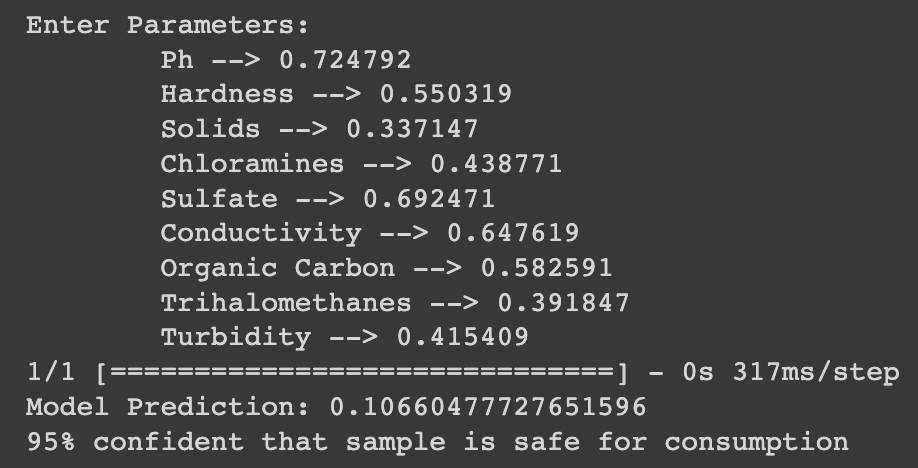 Enter Parameters:
Ph --> 0.724792
Hardness --> 0.550319
Solids --> 0.337147
Chloramines --> 0.438771
Sulfate --> 0.692471
Conductivity --> 0.647619
Organic Carbon --> 0.582591
Trihalomethanes --> 0.391847
Turbidity --> 0.415409
1/1 [==============================] - 0s 317ms/step
Model Prediction: 0.10660477727651596
95% confident that sample is safe for consumption